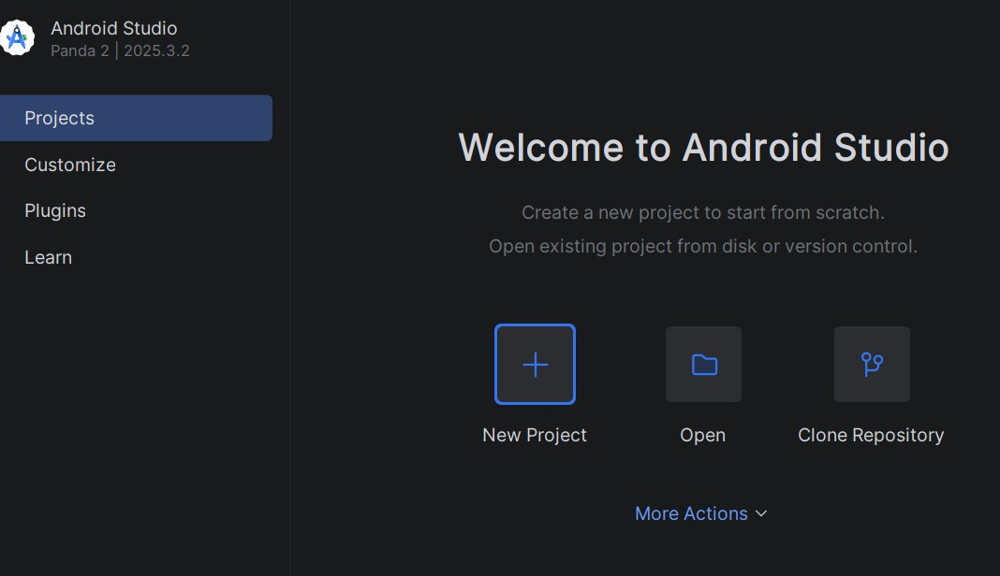 Android Studio
Panda 2 | 2025.3.2
Projects
Customize
Plugins
Learn
Welcome to Android Studio
Create a new project to start from scratch.
Open existing project from disk or version control.
New Project
Open
Clone Repository
More Actions